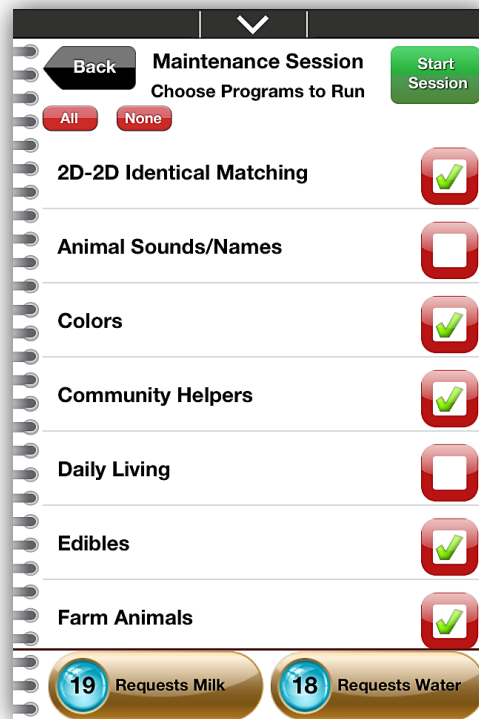 Back
Maintenance Session
Start
Session
Choose Programs to Run
All
None
2D-2D Identical Matching
Animal Sounds/Names
Colors
Community Helpers
Daily Living
Edibles
Farm Animals
19 Requests Milk
18 Requests Water